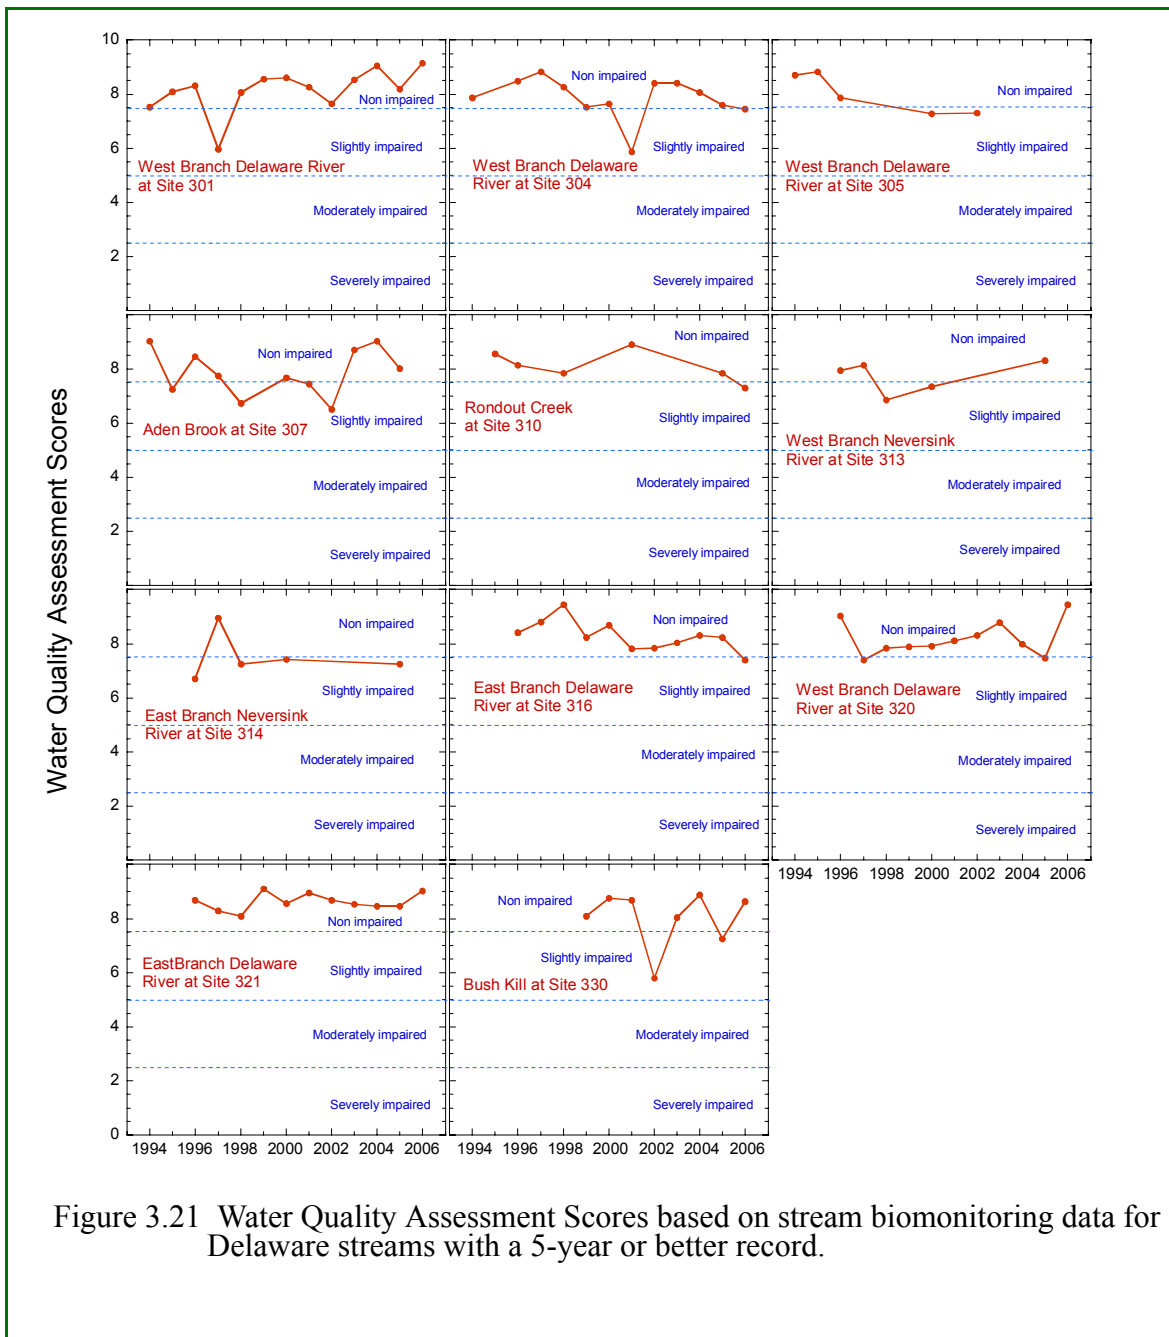 Water Quality Assessment Scores
10
8
6
4
2
Non impaired
Slightly impaired
West Branch Delaware River
at Site 301
Moderately impaired
Severely impaired
Non impaired
Slightly impaired
West Branch Delaware
River at Site 304
Moderately impaired
Severely impaired
Non impaired
Slightly impaired
West Branch Delaware
River at Site 305
Moderately impaired
Severely impaired
8
6
4
2
Non impaired
Slightly impaired
Aden Brook at Site 307
Moderately impaired
Severely impaired
Non impaired
Rondout Creek
at Site 310
Slightly impaired
Moderately impaired
Severely impaired
Non impaired
Slightly impaired
West Branch Neversink
River at Site 313
Moderately impaired
Severely impaired
8
6
4
2
Non impaired
Slightly impaired
East Branch Neversink
River at Site 314
Moderately impaired
Severely impaired
Non impaired
East Branch Delaware
River at Site 316
Slightly impaired
Moderately impaired
Severely impaired
Non impaired
West Branch Delaware
River at Site 320
Slightly impaired
Moderately impaired
Severely impaired
1994 1996 1998 2000 2002 2004 2006
8
6
4
2
0
Non impaired
EastBranch Delaware
River at Site 321
Slightly impaired
Moderately impaired
Severely impaired
1994 1996 1998 2000 2002 2004 2006
Non impaired
Slightly impaired
Bush Kill at Site 330
Moderately impaired
Severely impaired
1994 1996 1998 2000 2002 2004 2006
Figure 3.21 Water Quality Assessment Scores based on stream biomonitoring data for
Delaware streams with a 5-year or better record.